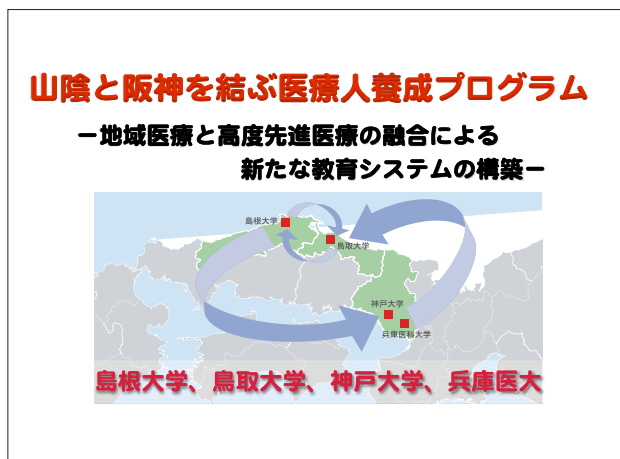 山陰と阪神を結ぶ医療人養成プログラム
－地域医療と高度先進医療の融合による
新たな教育システムの構築－
島根大学
鳥取大学
神戸大学
兵庫医科大学
島根大学、鳥取大学、神戸大学、兵庫医大